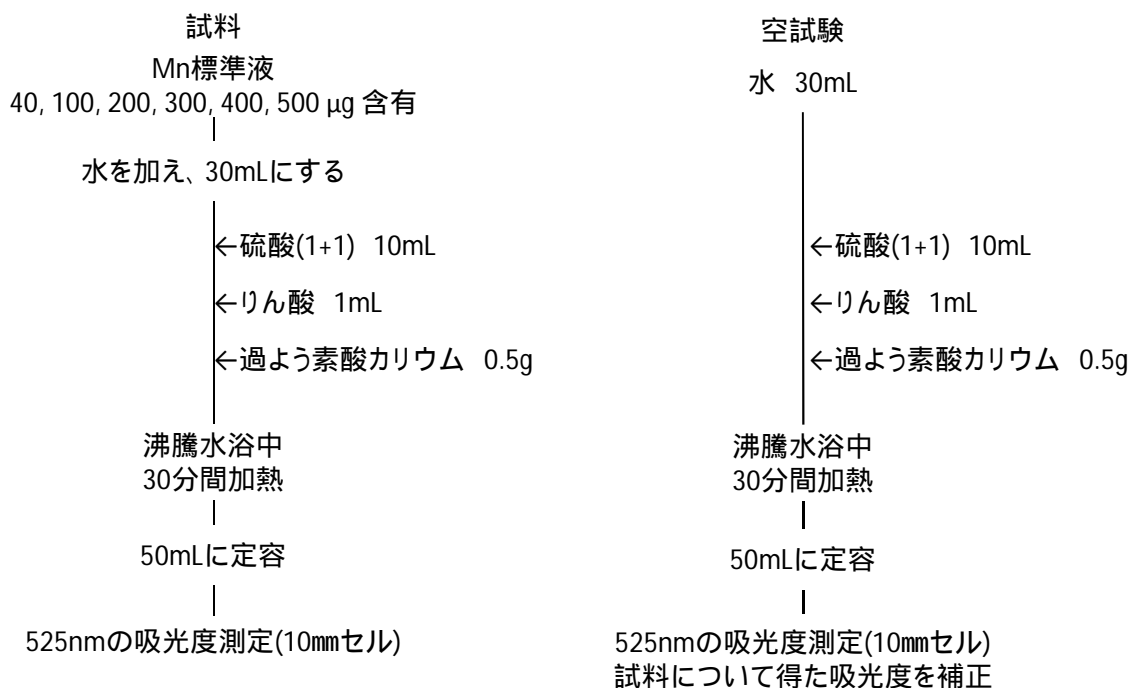 試料
Mn標準液
40, 100, 200, 300, 400, 500 μg 含有
水を加え、30mLにする
←硫酸(1+1) 10mL
←りん酸 1mL
←過よう素酸カリウム 0.5g
沸騰水浴中
30分間加熱
50mLに定容
525nmの吸光度測定(10㎜セル)
空試験
水 30mL
←硫酸(1+1) 10mL
←りん酸 1mL
←過よう素酸カリウム 0.5g
沸騰水浴中
30分間加熱
50mLに定容
525nmの吸光度測定(10㎜セル)
試料について得た吸光度を補正